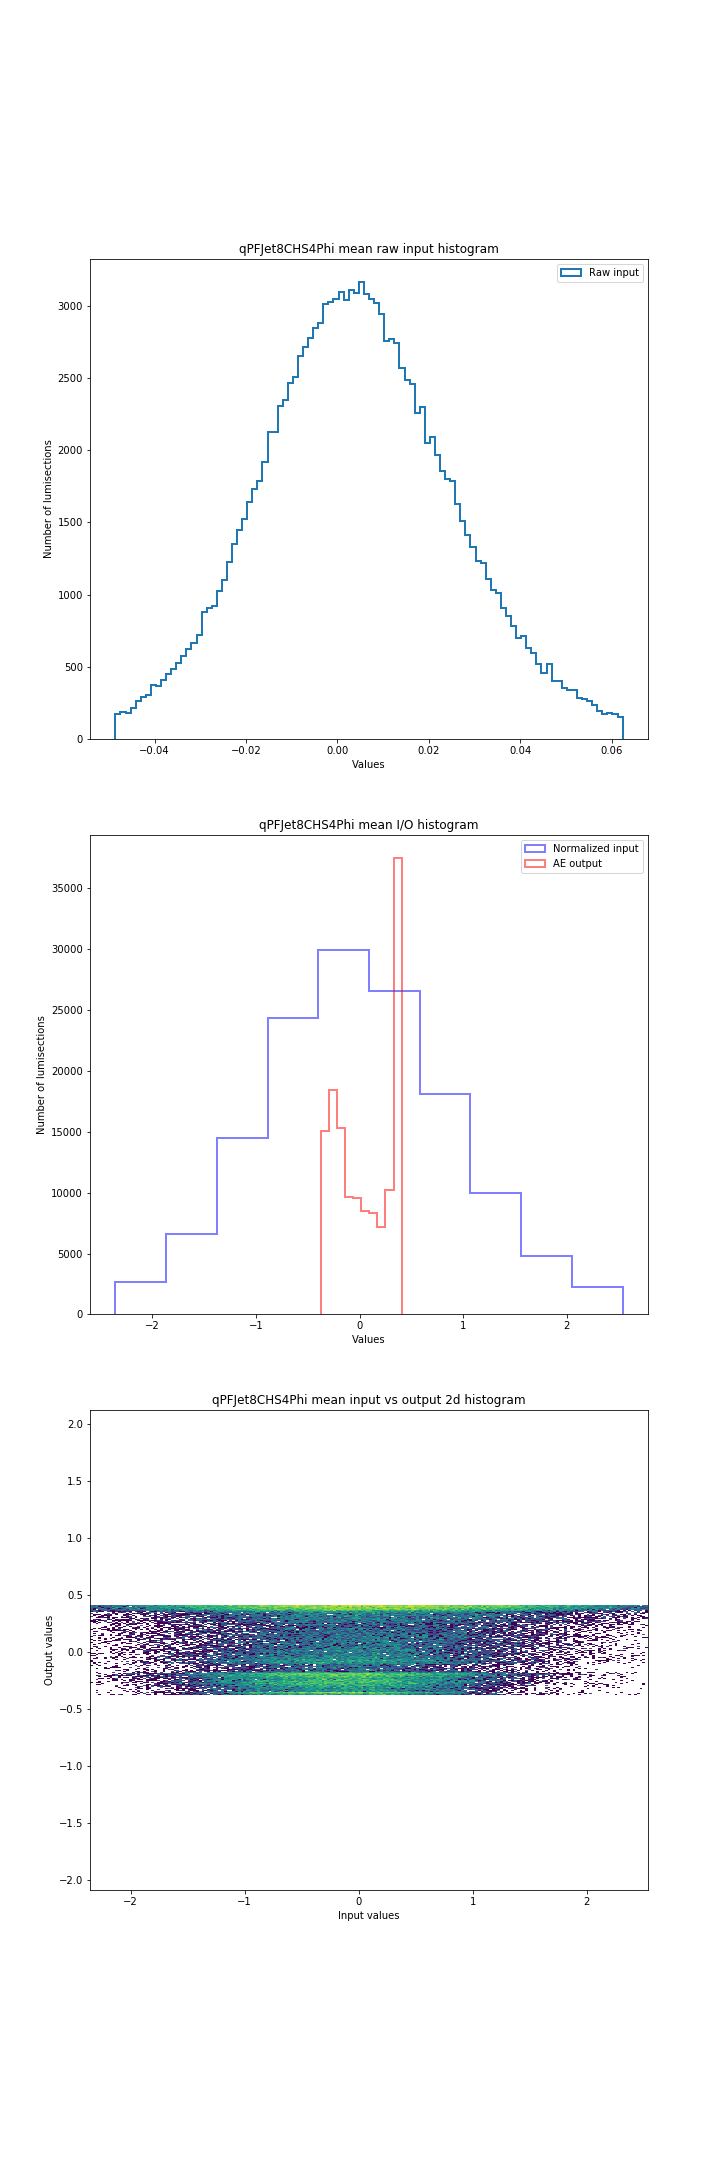 qPFJet8CHS4Phi mean raw input histogram
Raw input
3000
2500
2000
1500
1000
500
0
Number of lumisections
−0.04 −0.02 0.00 0.02 0.04 0.06
Values
qPFJet8CHS4Phi mean I/O histogram
Normalized input
AE output
35000
30000
25000
20000
15000
10000
5000
0
Number of lumisections
−2 −1 0 1 2
Values
qPFJet8CHS4Phi mean input vs output 2d histogram
2.0
1.5
1.0
0.5
0.0
−0.5
−1.0
−1.5
−2.0
Output values
−2 −1 0 1 2
Input values